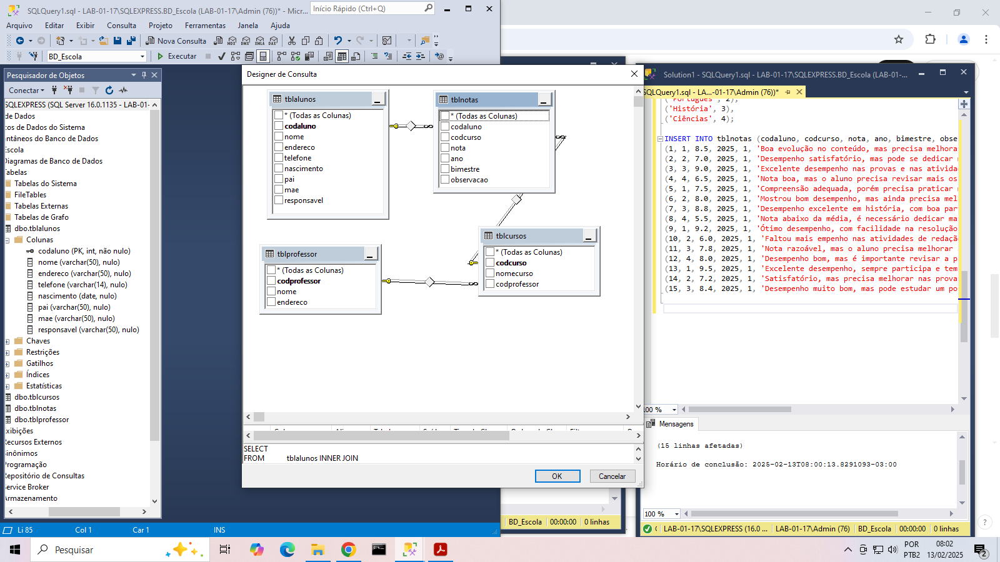 SQLQuery1.sql - LAB-01-17\SQLEXPRESS.BD_Escola (LAB-01-17\Admin (76))* - Micr...
Início Rápido (Ctrl+Q)
Arquivo Editar Exibir Consulta Projeto Ferramentas Janela Ajuda
Nova Consulta
MDX DMX XMLA DAX
BD_Escola
Executar
Pesquisador de Objetos
Conectar
SQLEXPRESS (SQL Server 16.0.1135 - LAB-01-
de Dados
os de Dados do Sistema
ntâneos do Banco de Dados
Escola
Diagramas de Banco de Dados
Tabelas
Tabelas do Sistema
FileTables
Tabelas Externas
Tabelas de Grafo
dbo.tblalunos
Colunas
codaluno (PK, int, não nulo)
nome (varchar(50), nulo)
endereco (varchar(50), nulo)
telefone (varchar(14), nulo)
nascimento (date, nulo)
pai (varchar(50), nulo)
mae (varchar(50), nulo)
responsavel (varchar(50), nulo)
Chaves
Restrições
Gatilhos
Índices
Estatísticas
dbo.tblcursos
dbo.tblnotas
dbo.tblprofessor
Exibições
Recursos Externos
Sinônimos
Programação
Repositório de Consultas
Service Broker
Armazenamento
Designer de Consulta
tblalunos
* (Todas as Colunas)
codaluno
nome
endereco
telefone
nascimento
pai
mae
responsavel
tblnotas
* (Todas as Colunas)
codaluno
codcurso
nota
ano
bimestre
observacao
tblprofessor
* (Todas as Colunas)
codprofessor
nome
endereco
tblcursos
* (Todas as Colunas)
codcurso
nomecurso
codprofessor
SELECT
FROM tblalunos INNER JOIN
OK Cancelar
BD_Escola 00:00:00 0 linhas
Solution1 - SQLQuery1.sql - LAB-01-17\SQLEXPRESS.BD_Escola (LAB-01-...
SQLQuery1.sql - LA...-01-17\Admin (76))*
('Português', 2),
('História', 3),
('Ciências', 4);
INSERT INTO tblnotas (codaluno, codcurso, nota, ano, bimestre, obse
(1, 1, 8.5, 2025, 1, 'Boa evolução no conteúdo, mas precisa melhora
(2, 2, 7.0, 2025, 1, 'Desempenho satisfatório, mas pode se dedicar
(3, 3, 9.0, 2025, 1, 'Excelente desempenho nas provas e nas ativida
(4, 4, 6.5, 2025, 1, 'Nota boa, mas o aluno precisa revisar mais os
(5, 1, 7.5, 2025, 1, 'Compreensão adequada, porém precisa praticar
(6, 2, 8.0, 2025, 1, 'Mostrou bom desempenho, mas ainda precisa mel
(7, 3, 8.8, 2025, 1, 'Desempenho excelente em história, com boa par
(8, 4, 5.5, 2025, 1, 'Nota abaixo da média, é necessário dedicar ma
(9, 1, 9.2, 2025, 1, 'Ótimo desempenho, com facilidade na resolução
(10, 2, 6.0, 2025, 1, 'Faltou mais empenho nas atividades de redaçã
(11, 3, 7.8, 2025, 1, 'Nota razoável, mas o aluno precisa melhorar
(12, 4, 8.0, 2025, 1, 'Desempenho bom, mas é importante revisar a p
(13, 1, 9.5, 2025, 1, 'Excelente desempenho, sempre participa e tem
(14, 2, 7.2, 2025, 1, 'Satisfatório, mas precisa melhorar nas prova
(15, 3, 8.4, 2025, 1, 'Desempenho muito bom, mas pode estudar um po
100 %
Mensagens
(15 linhas afetadas)
Horário de conclusão: 2025-02-13T08:00:13.8291093-03:00
100 %
LAB-01-17\SQLEXPRESS (16.0 ... LAB-01-17\Admin (76) BD_Escola 00:00:00 0 linhas
Li 85 Col 1 Car 1 INS
Pesquisar
POR
PTB2
08:02
13/02/2025
2